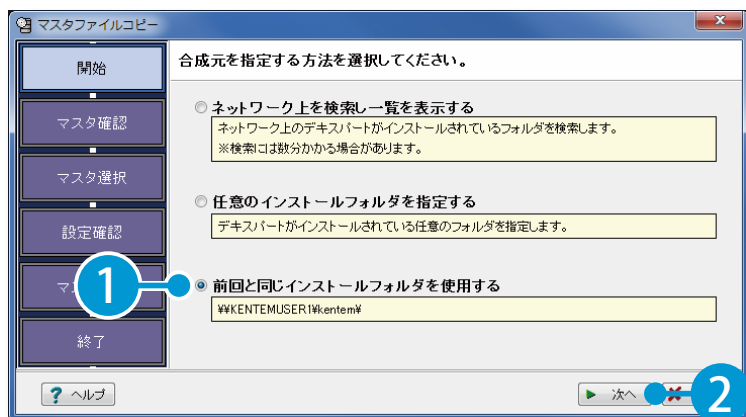 マスタファイルコピー
開始
マスタ確認
マスタ選択
設定確認
マ
終了
合成元を指定する方法を選択してください。
ネットワーク上を検索し一覧を表示する
ネットワーク上のデキスパートがインストールされているフォルダを検索します。
※検索には数分かかる場合があります。
任意のインストールフォルダを指定する
デキスパートがインストールされている任意のフォルダを指定します。
1
前回と同じインストールフォルダを使用する
¥¥KENTEMUSER1¥kentem¥
? ヘルプ
次へ
2